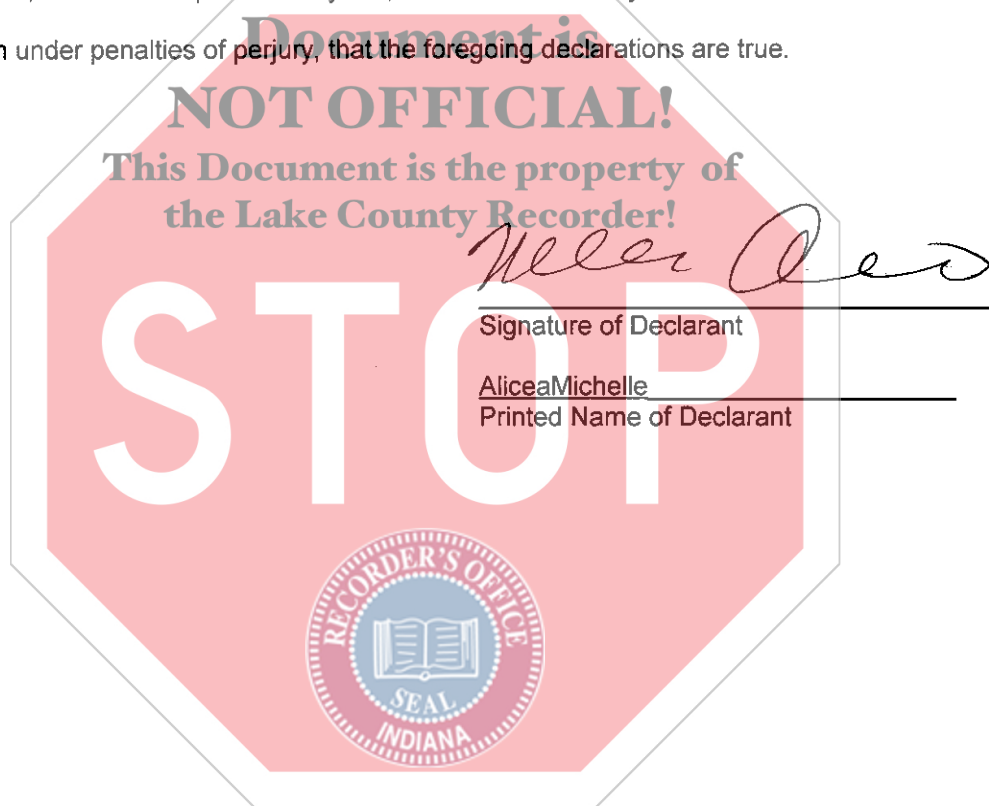 Document is
under penalties of perjury, that the foregoing declarations are true.
NOT OFFICIAL!
This Document is the property of
the Lake County Recorder!
Signature of Declarant
AliceaMichelle
Printed Name of Declarant
STOP
RECORDER'S OFFICE
SEAL
INDIANA